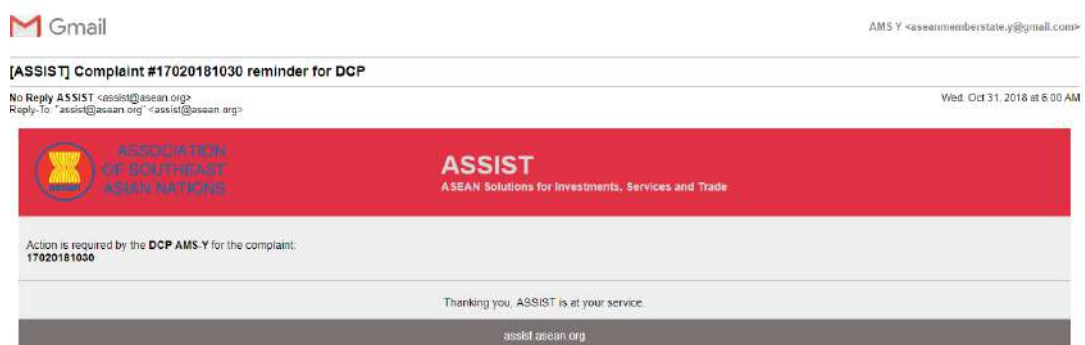 Gmail
AMS Y <aseanmemberstate.y@gmail.com>
[ASSIST] Complaint #17020181030 reminder for DCP
No Reply ASSIST <assist@asean.org>
Wed, Oct 31, 2018 at 6:00 AM
Reply-To: "assist@asean.org" <assist@asean.org>
ASSOCIATION
OF SOUTHEAST
ASIAN NATIONS
asean
ASSIST
ASEAN Solutions for Investments, Services and Trade
Action is required by the DCP AMS-Y for the complaint:
17020181030
Thanking you, ASSIST is at your service.
assist.asean.org